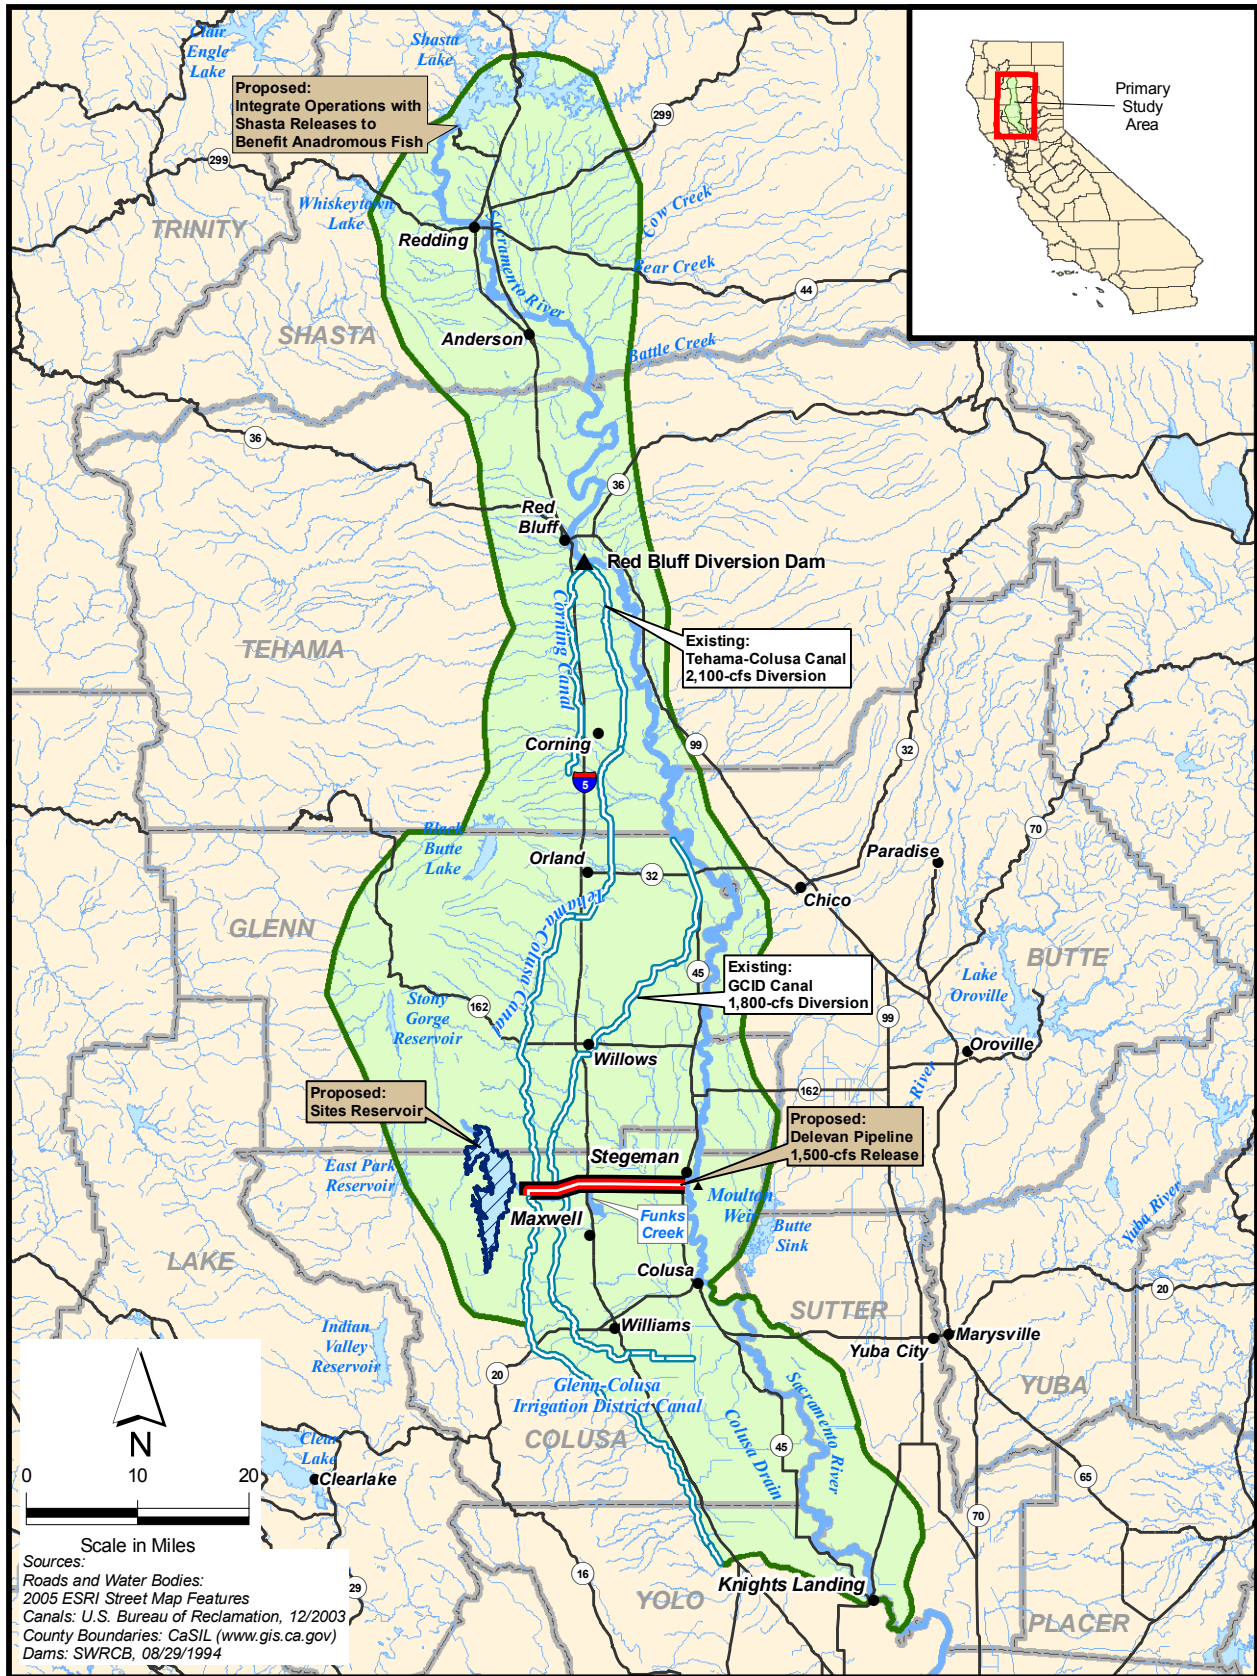 Clair
Engle
Lake
Shasta
Lake
Proposed:
Integrate Operations with
Shasta Releases to
Benefit Anadromous Fish
299
299
Primary
Study
Area
TRINITY
Whiskeytown
Lake
Redding
Sacramento River
Cow Creek
Bear Creek
44
SHASTA
Anderson
Battle Creek
36
36
Red
Bluff
Red Bluff Diversion Dam
Corning Canal
TEHAMA
Existing:
Tehama-Colusa Canal
2,100-cfs Diversion
Corning
5
99
32
70
Black
Butte
Lake
Orland
32
Paradise
Chico
Tehama-Colusa Canal
GLENN
BUTTE
Existing:
GCID Canal
1,800-cfs Diversion
45
Lake
Oroville
Stony
Gorge
Reservoir
162
99
Willows
Oroville
162
River
Proposed:
Sites Reservoir
Proposed:
Delevan Pipeline
1,500-cfs Release
Stegeman
East Park
Reservoir
Moulton
Weir
Maxwell
Funks
Creek
Butte
Sink
Yuba River
LAKE
Colusa
20
SUTTER
Indian
Valley
Reservoir
Williams
Yuba City
Marysville
20
YUBA
Glenn-Colusa
Irrigation District Canal
Sacramento River
Colusa Drain
COLUSA
45
Clear
Lake
Clearlake
65
70
N
0 10 20
Scale in Miles
Sources:
Roads and Water Bodies:
2005 ESRI Street Map Features
Canals: U.S. Bureau of Reclamation, 12/2003
County Boundaries: CaSIL (www.gis.ca.gov)
Dams: SWRCB, 08/29/1994
29
16
Knights Landing
YOLO
PLACER